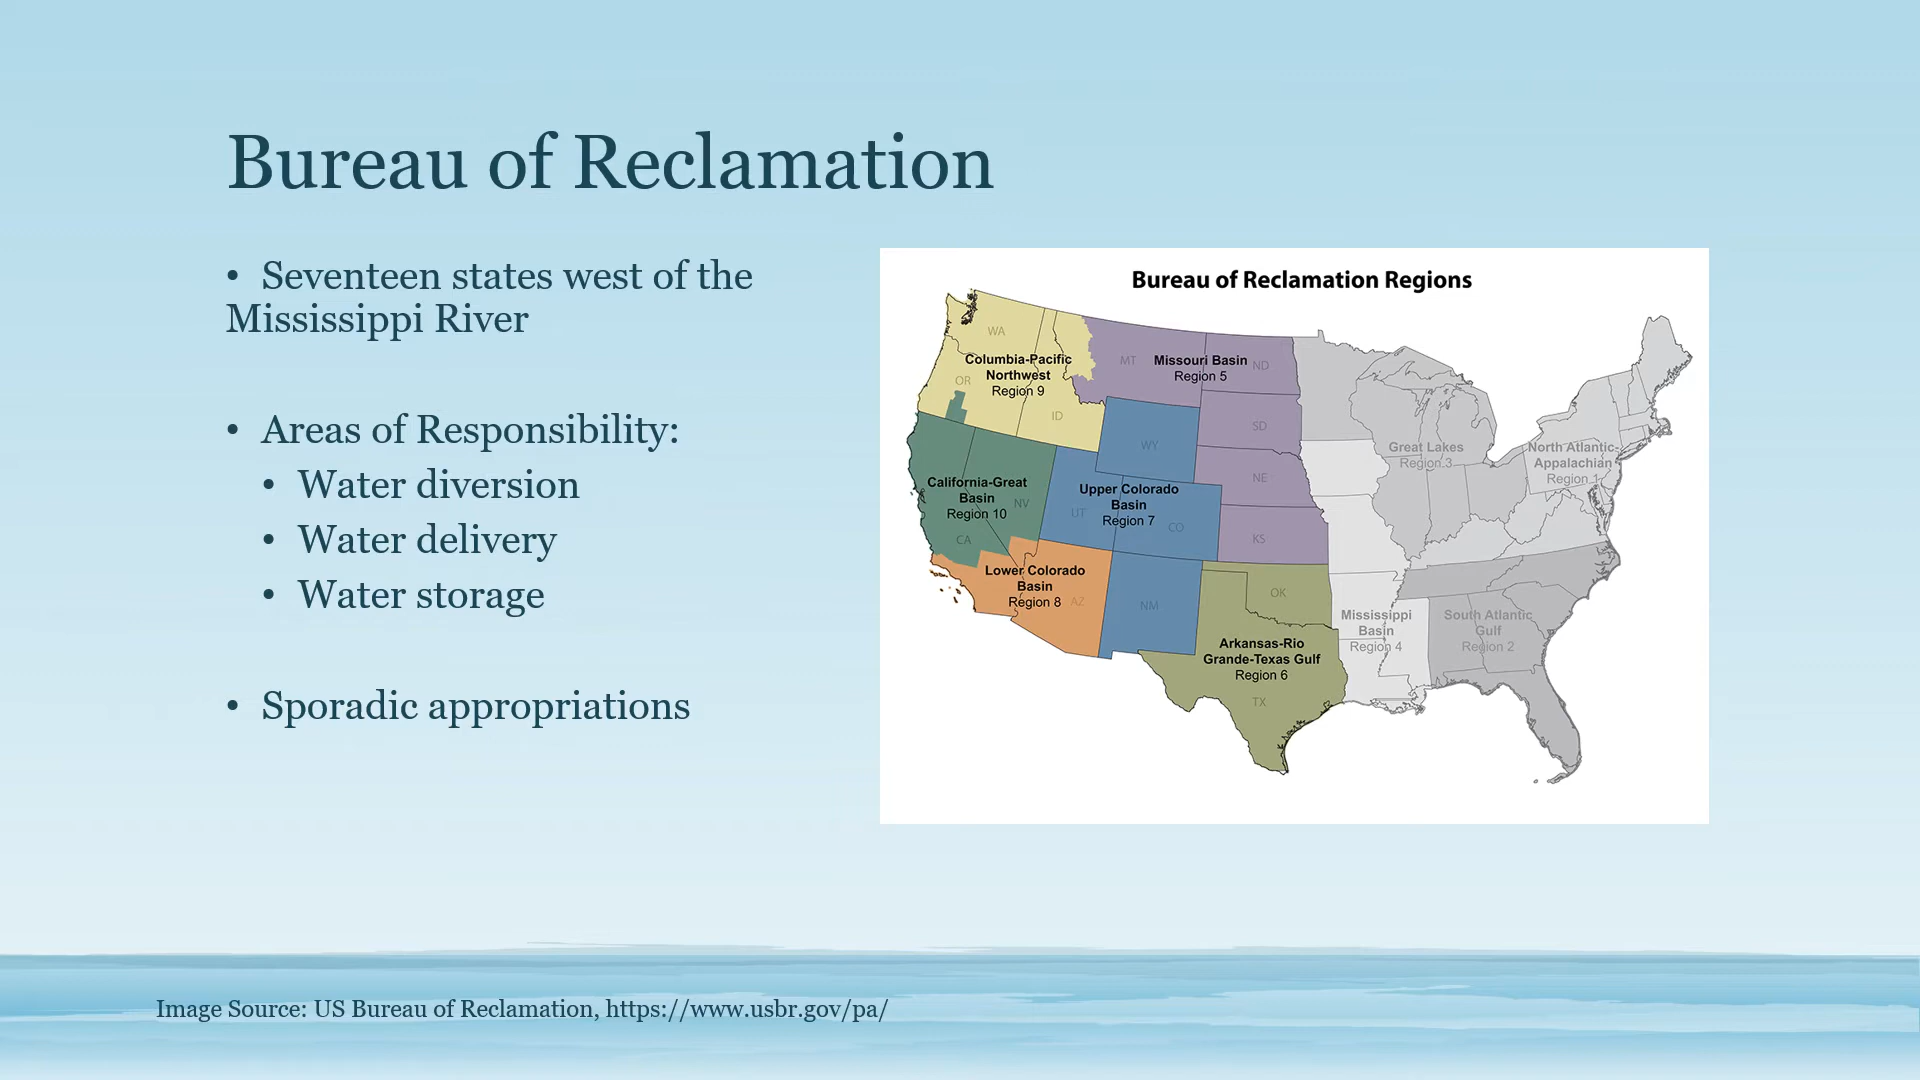 Bureau of Reclamation
• Seventeen states west of the
Mississippi River
• Areas of Responsibility:
• Water diversion
• Water delivery
• Water storage
• Sporadic appropriations
Bureau of Reclamation Regions
WA
Columbia-Pacific
Northwest
Region 9
OR
ID
MT
Missouri Basin
Region 5
ND
SD
NE
KS
WY
Upper Colorado
Basin
Region 7
UT
CO
NM
California-Great
Basin
Region 10
NV
CA
Lower Colorado
Basin
Region 8
AZ
OK
Arkansas-Rio
Grande-Texas Gulf
Region 6
TX
Great Lakes
Region 3
North Atlantic-
Appalachian
Region 1
Mississippi
Basin
Region 4
South Atlantic
Gulf
Region 2
Image Source: US Bureau of Reclamation, https://www.usbr.gov/pa/